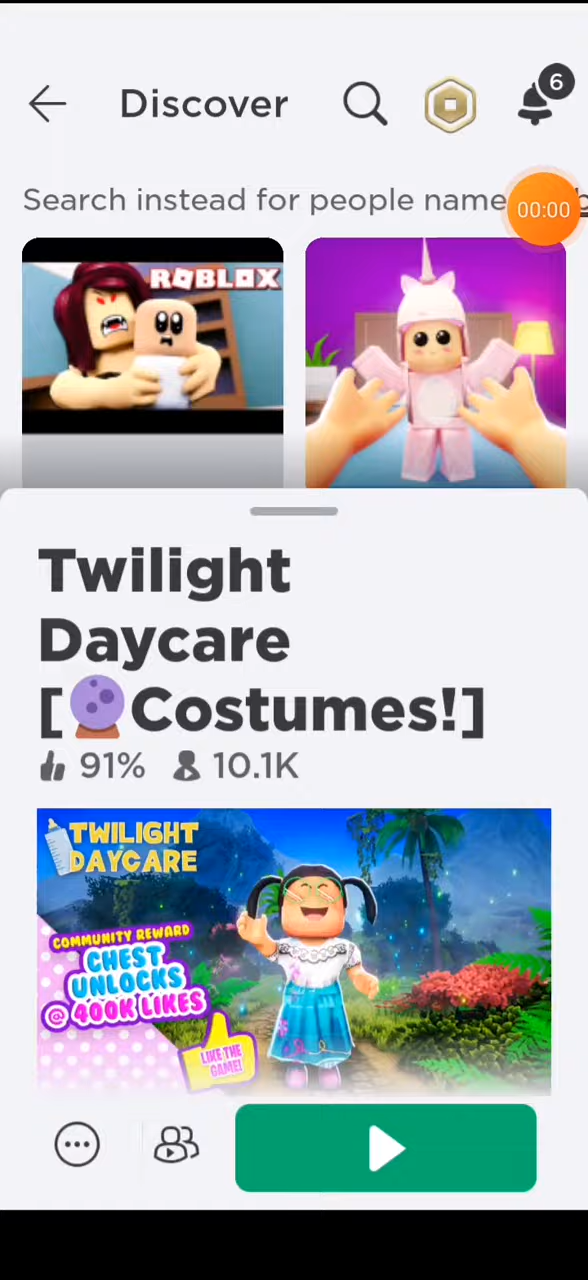 Discover
6
Search instead for people name
00:00
ROBLOX
Twilight
Daycare
[🔮Costumes!]
91% 10.1K
TWILIGHT
DAYCARE
COMMUNITY REWARD
CHEST
UNLOCKS
@ 400K LIKES
LIKE THE
GAME!